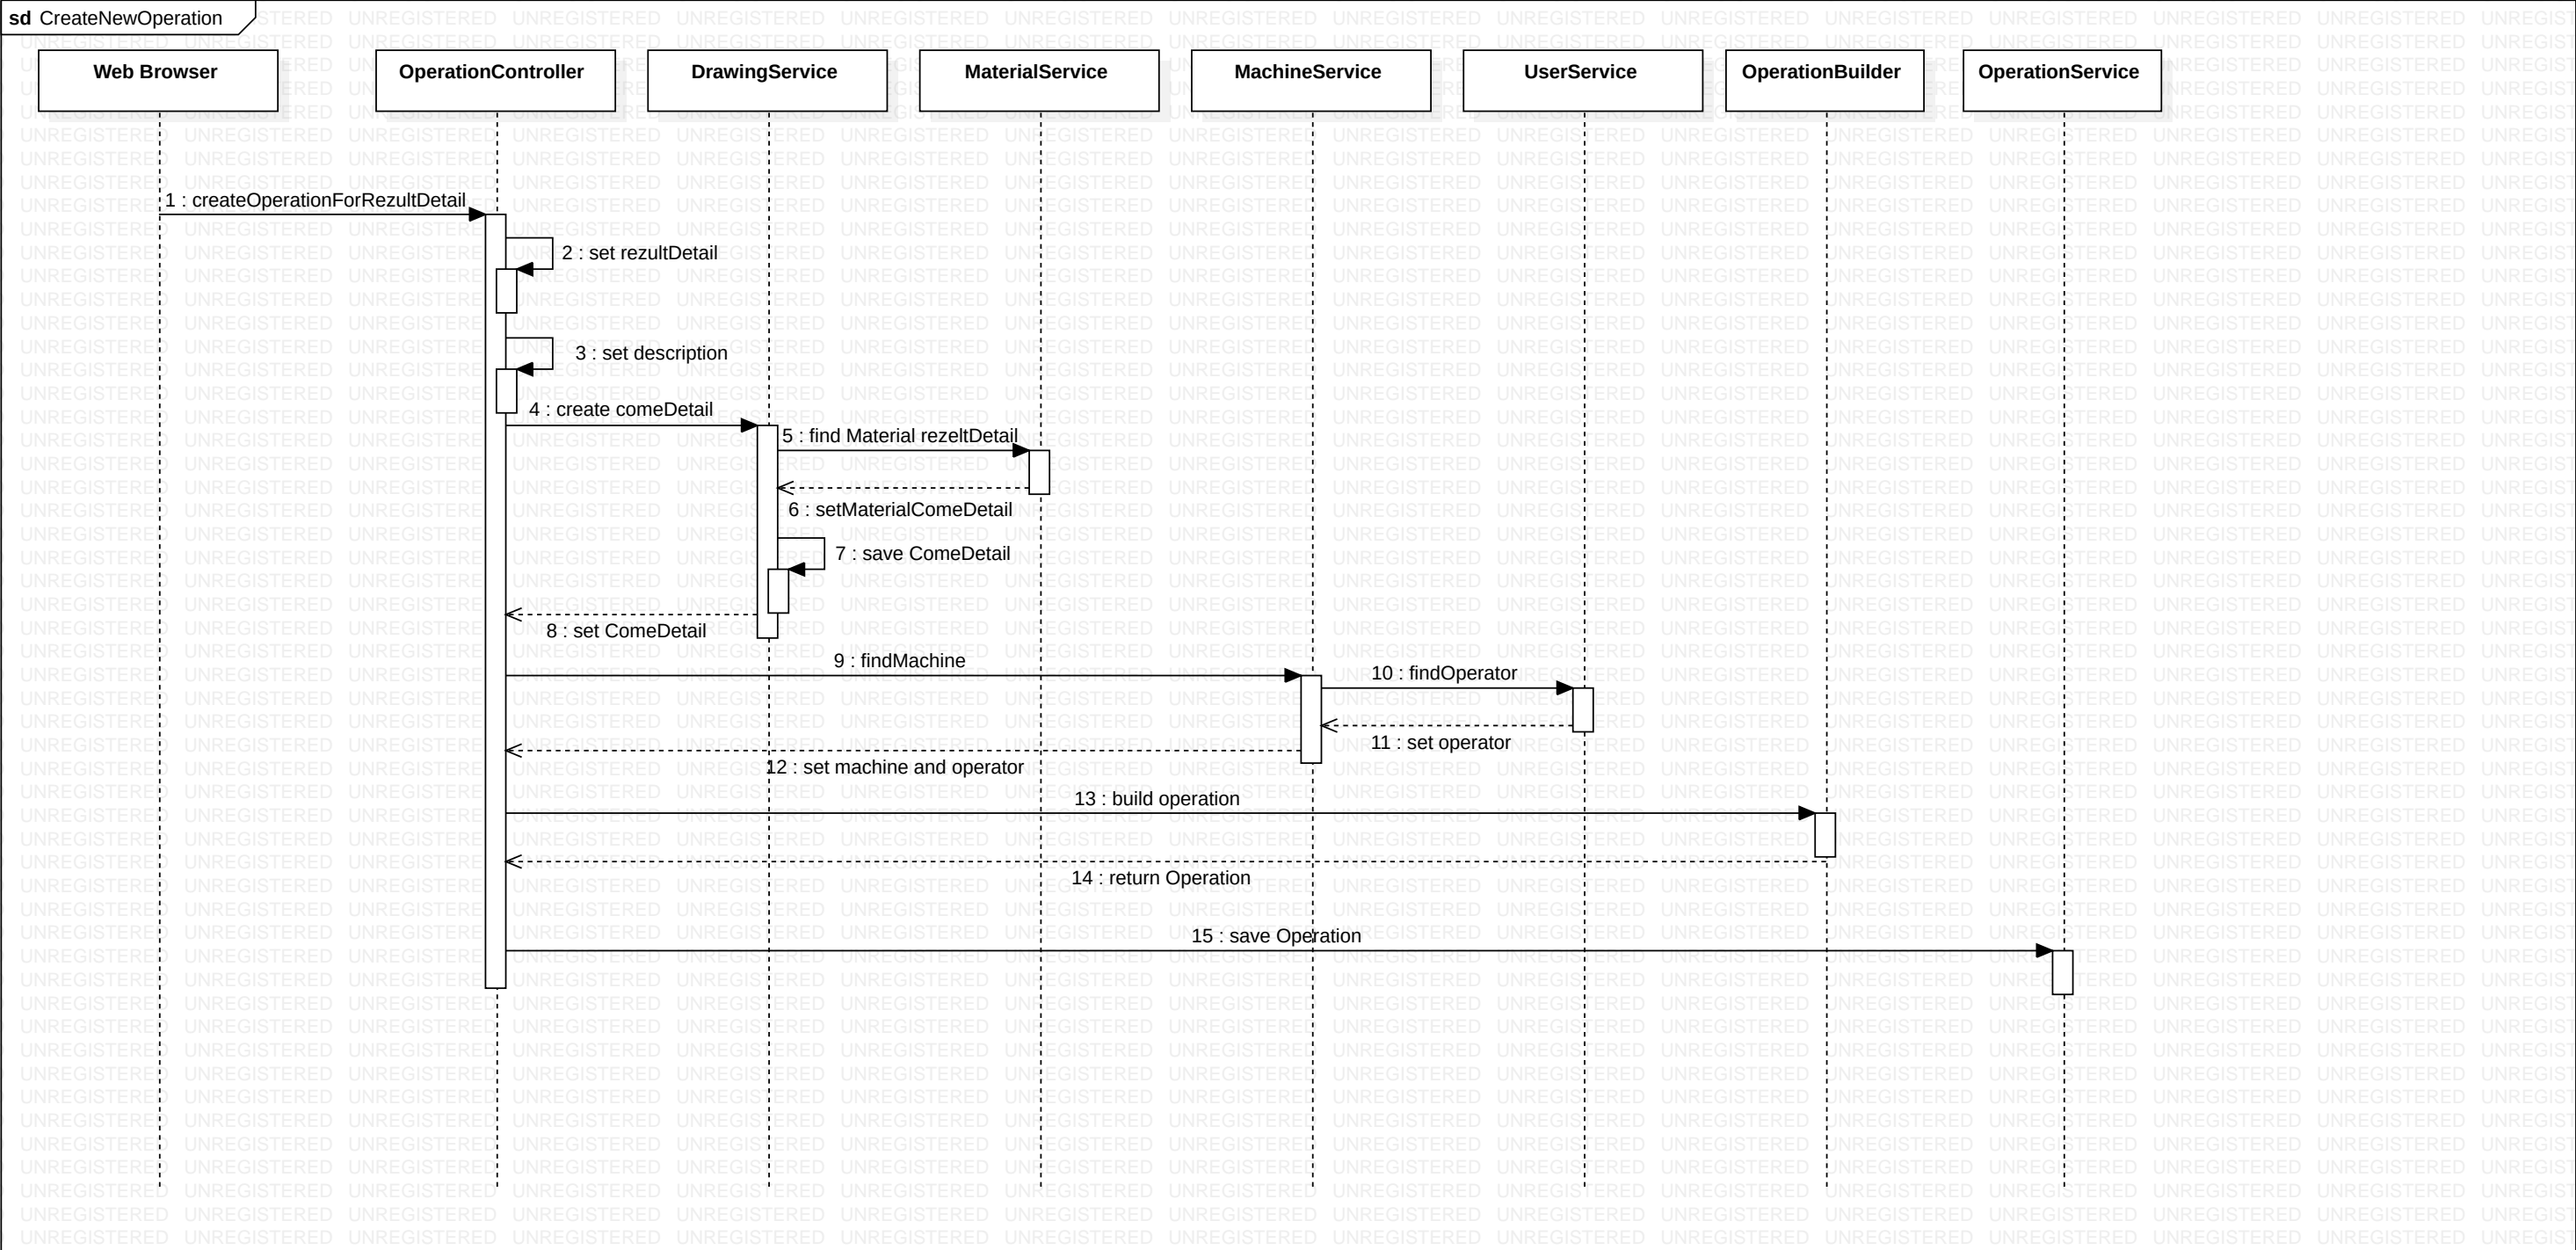 sd CreateNewOperation
Web Browser
OperationController
DrawingService
MaterialService
MachineService
UserService
OperationBuilder
OperationService
1 : createOperationForRezultDetail
2 : set rezultDetail
3 : set description
4 : create comeDetail
5 : find Material rezeltDetail
6 : setMaterialComeDetail
7 : save ComeDetail
8 : set ComeDetail
9 : findMachine
10 : findOperator
11 : set operator
12 : set machine and operator
13 : build operation
14 : return Operation
15 : save Operation
UNREGISTERED